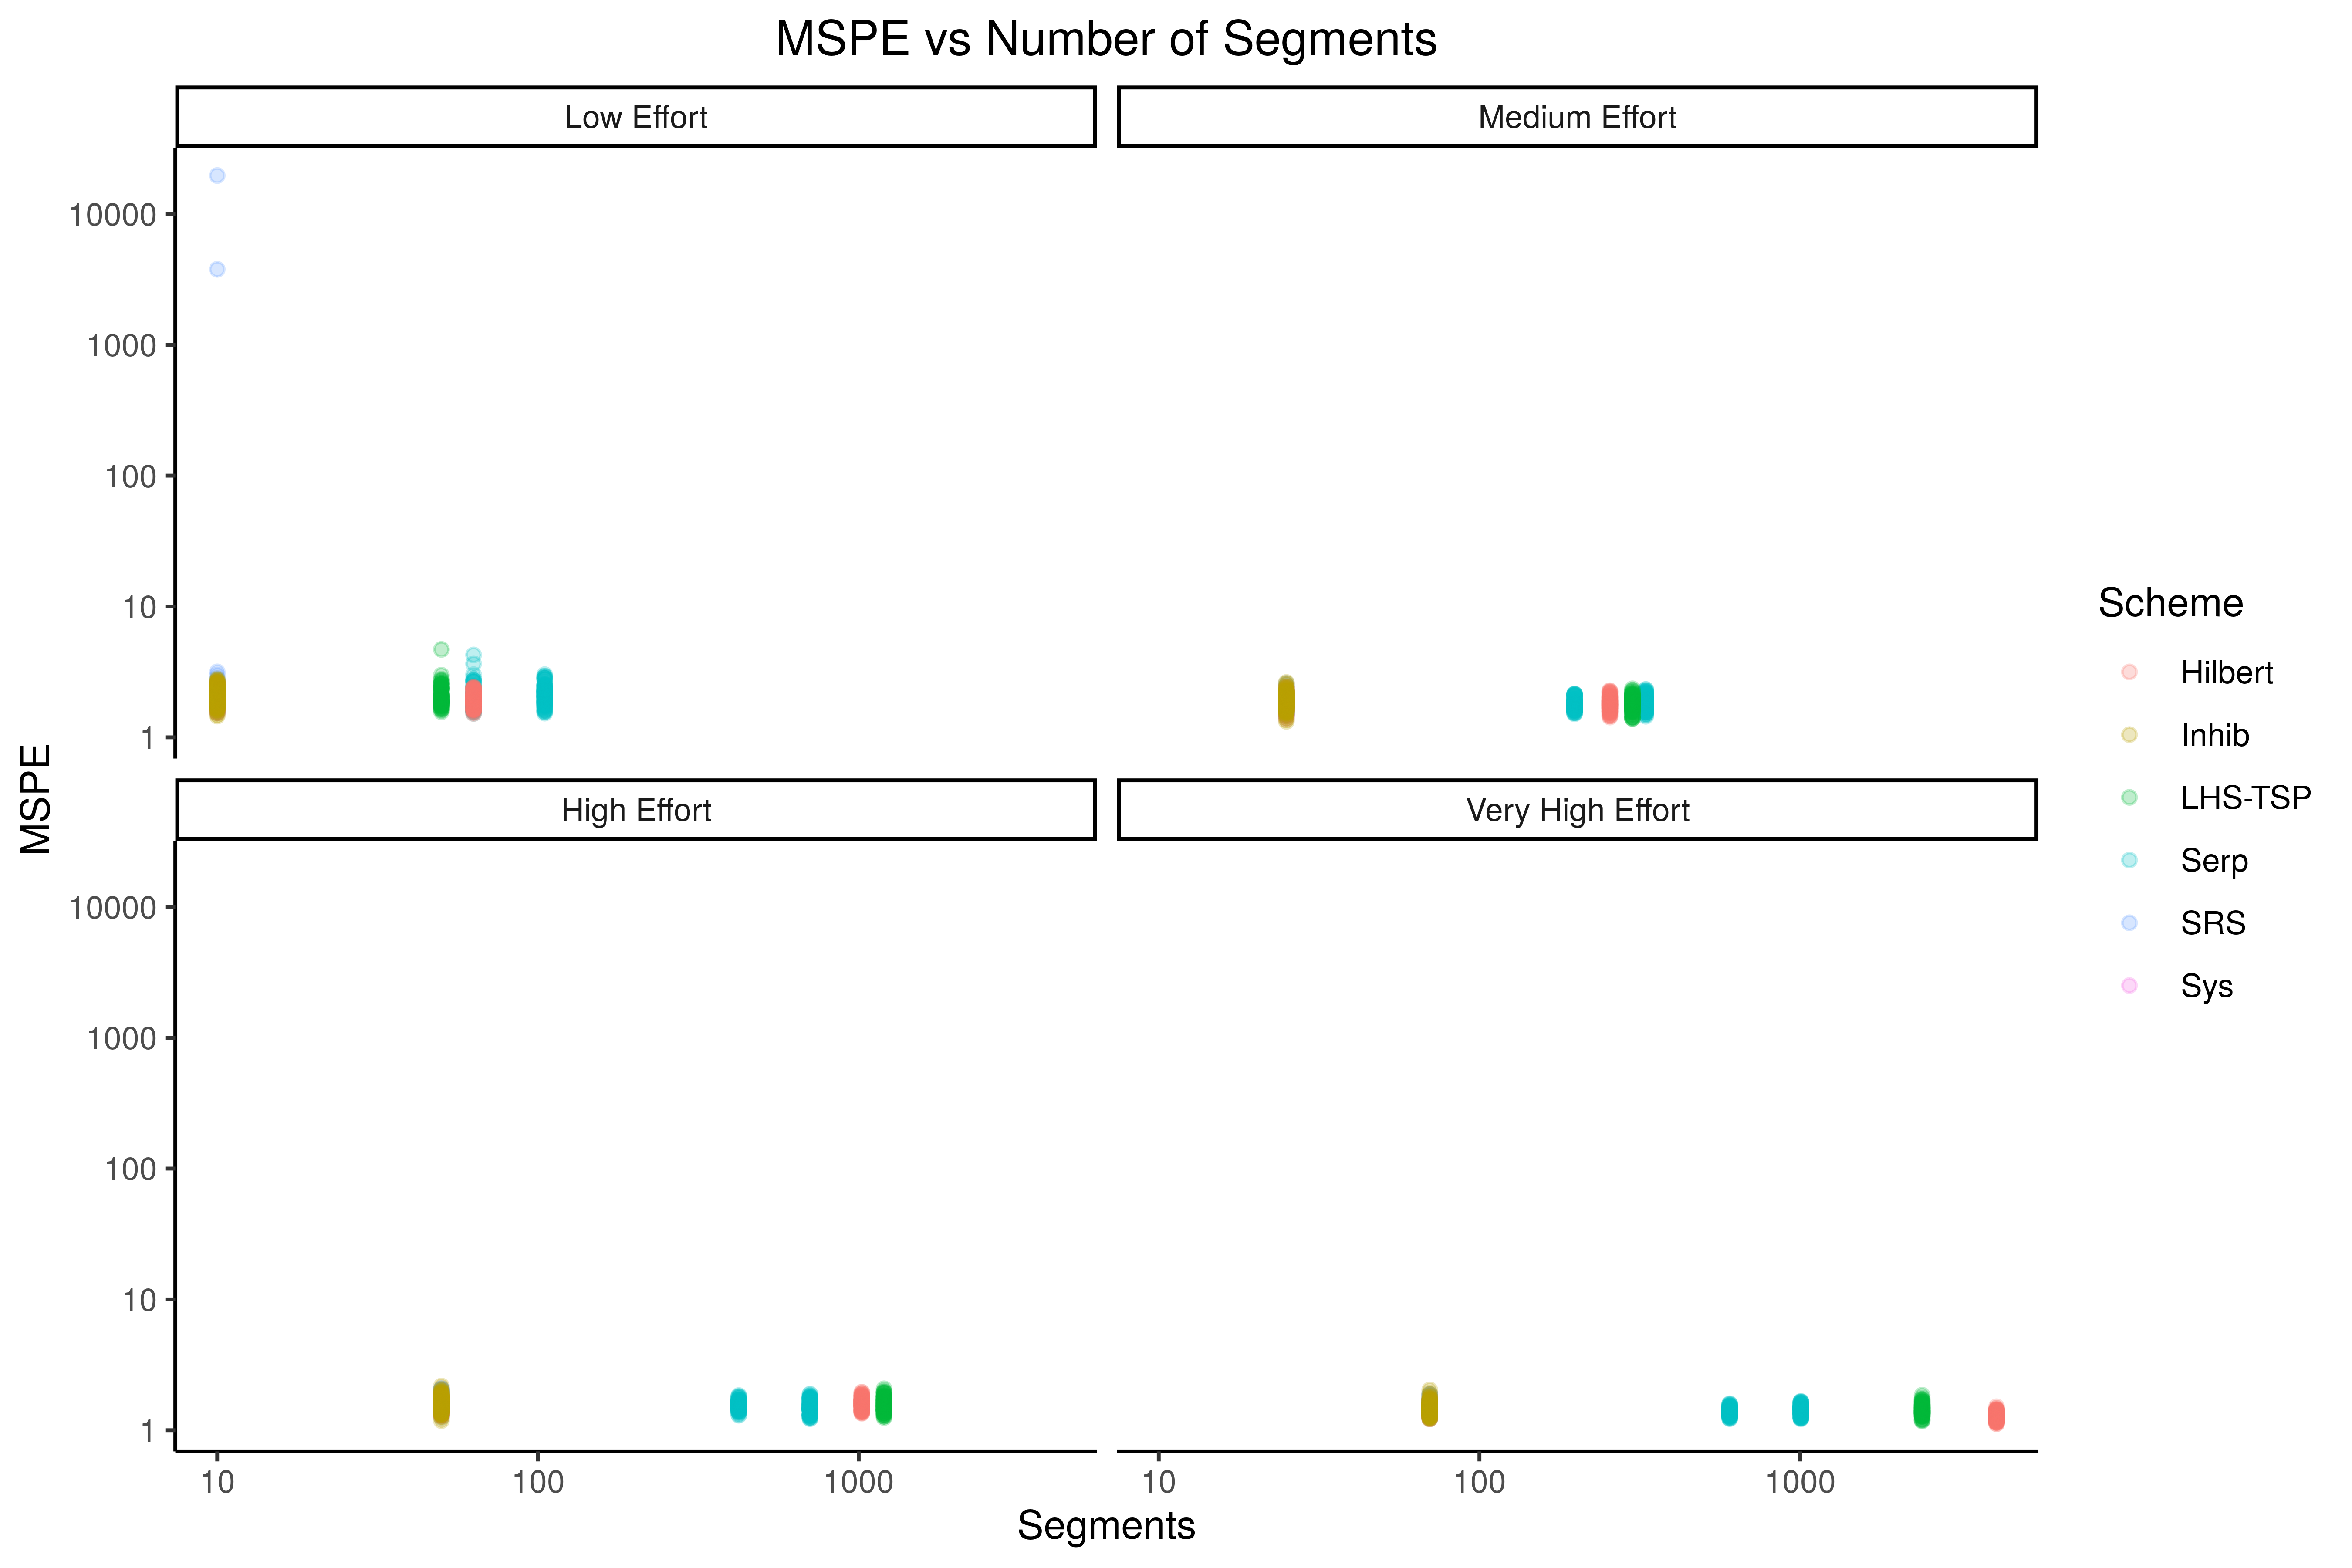 MSPE vs Number of Segments
Low Effort
Medium Effort
10000
1000
100
10
1
High Effort
Very High Effort
10000
1000
100
10
1
10
100
1000
10
100
1000
Segments
MSPE
Scheme
Hilbert
Inhib
LHS-TSP
Serp
SRS
Sys